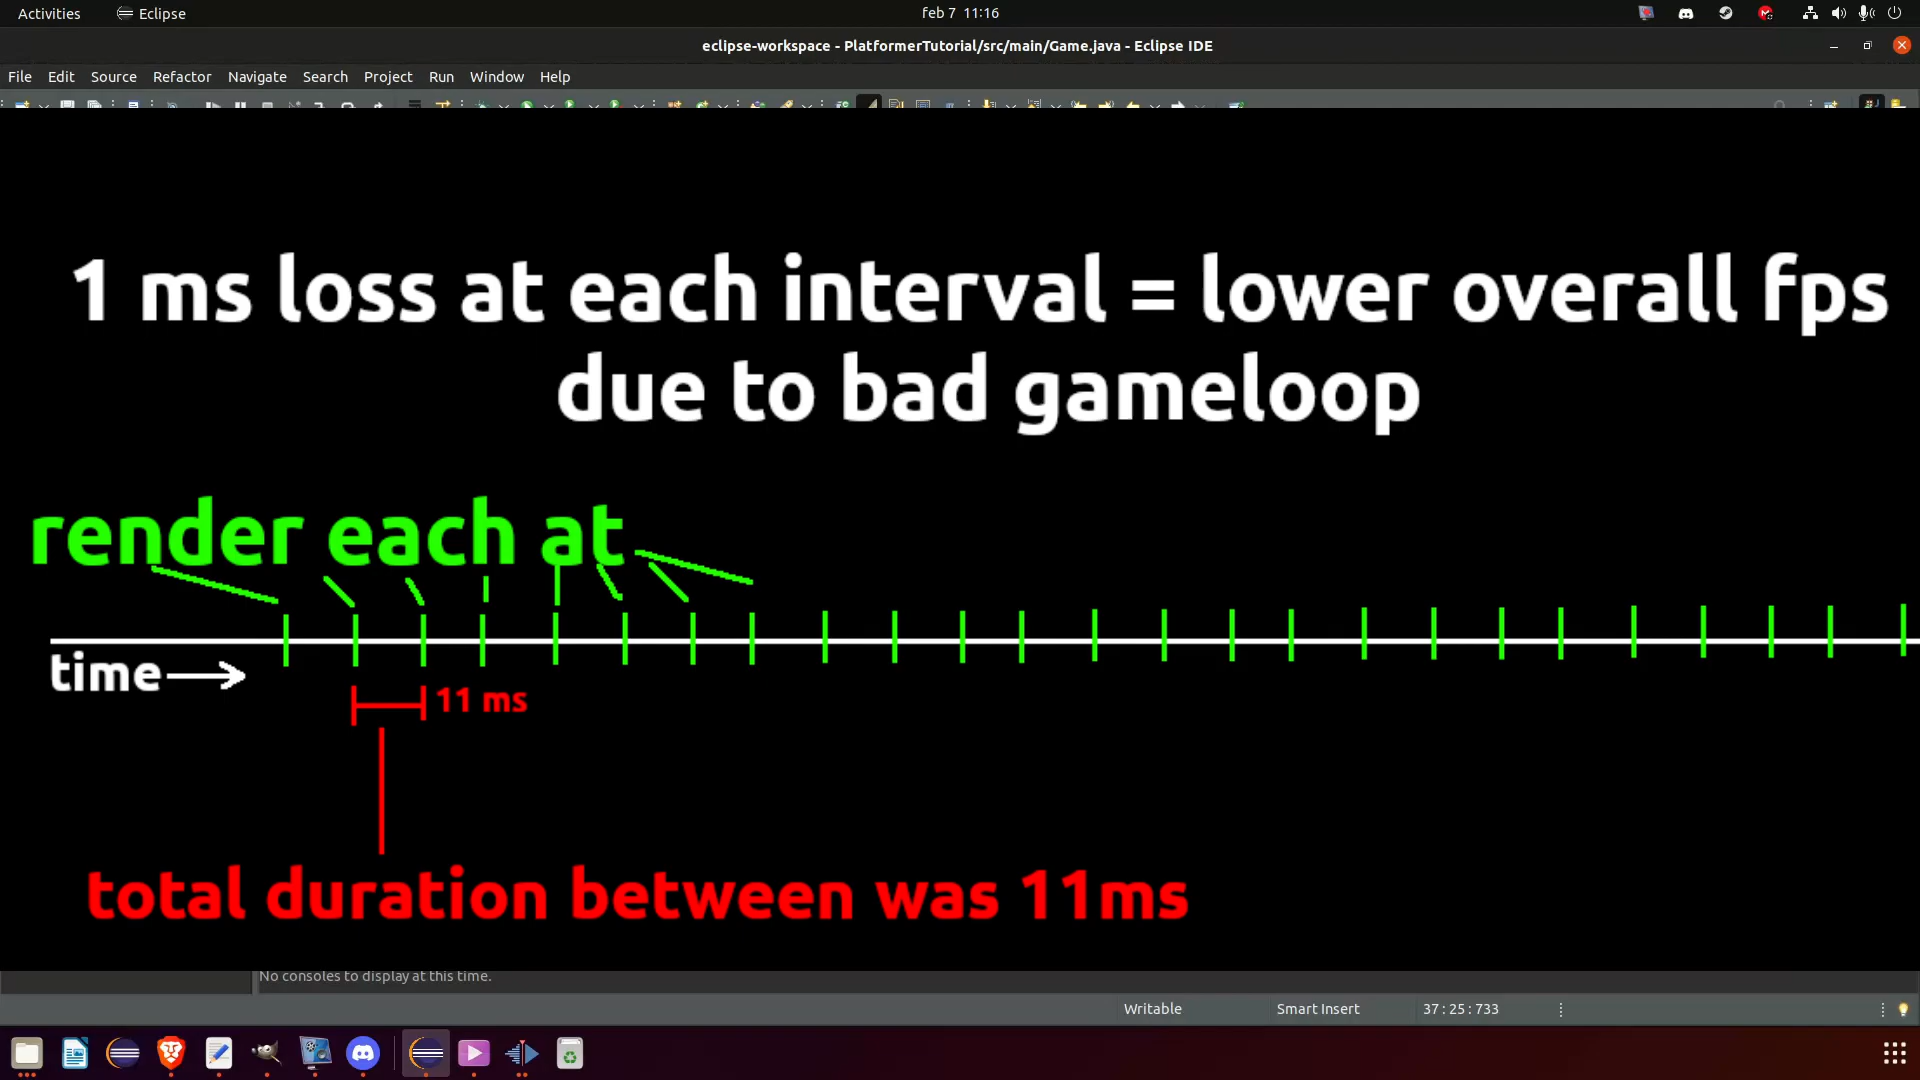 Activities Eclipse feb 7 11:16
eclipse-workspace - PlatformerTutorial/src/main/Game.java - Eclipse IDE
File Edit Source Refactor Navigate Search Project Run Window Help
1 ms loss at each interval = lower overall fps
due to bad gameloop
render each at
time
11 ms
total duration between was 11ms
No consoles to display at this time.
Writable Smart Insert 37 : 25 : 733